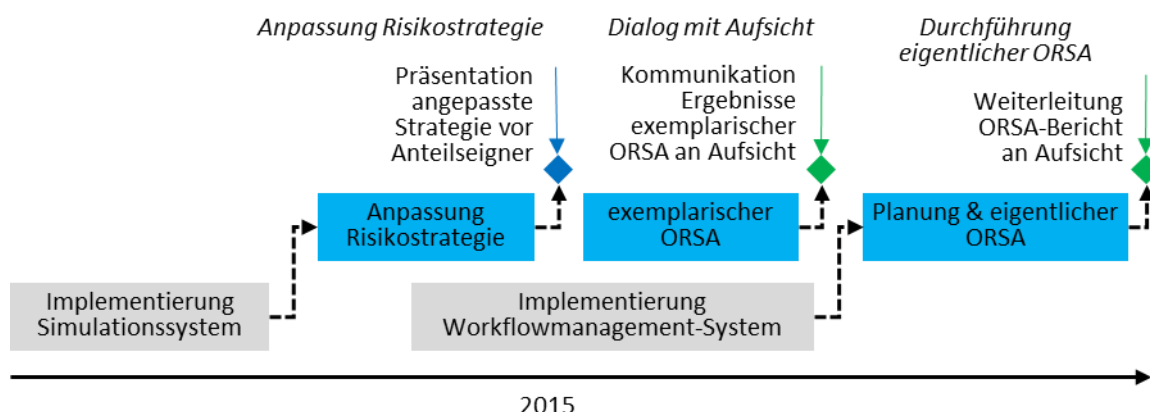 Anpassung Risikostrategie
Dialog mit Aufsicht
Durchführung
eigentlicher ORSA
Präsentation
angepasste
Strategie vor
Anteilseigner
Kommunikation
Ergebnisse
exemplarischer
ORSA an Aufsicht
Weiterleitung
ORSA-Bericht
an Aufsicht
Anpassung
Risikostrategie
exemplarischer
ORSA
Planung & eigentlicher
ORSA
Implementierung
Simulationssystem
Implementierung
Workflowmanagement-System
2015